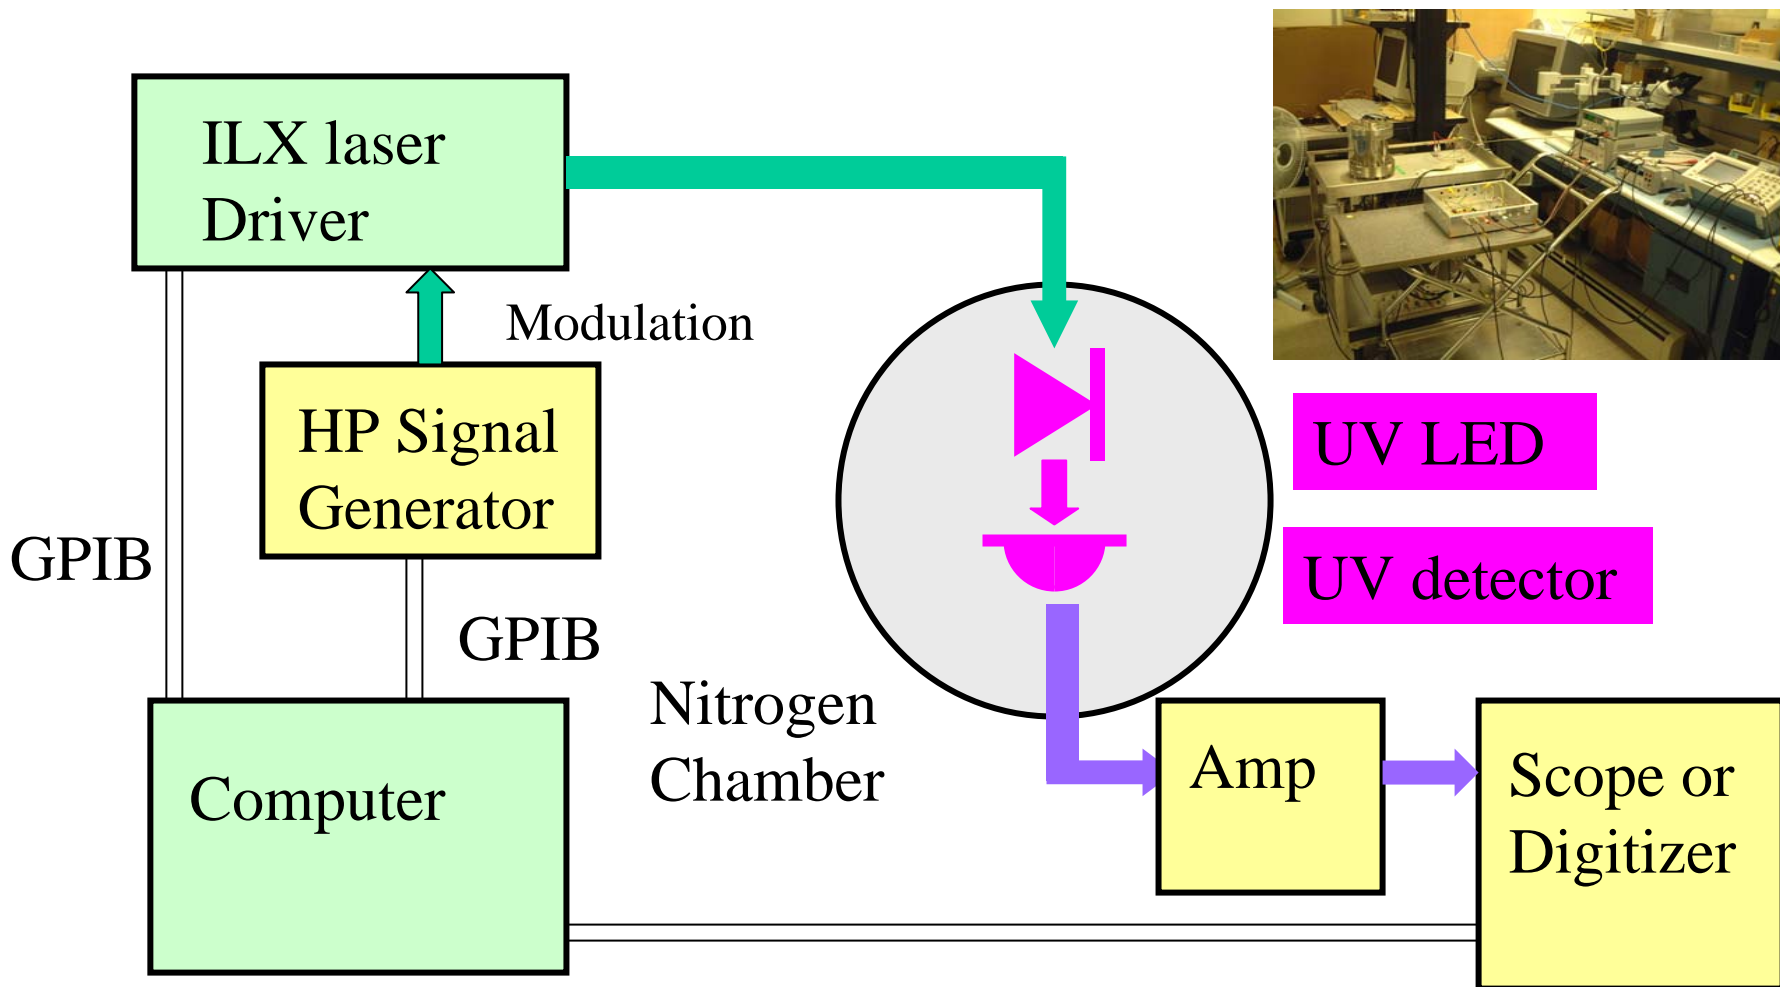 ILX laser
Driver
Modulation
HP Signal
Generator
UV LED
UV detector
GPIB
GPIB
Nitrogen
Chamber
Computer
Amp
Scope or
Digitizer